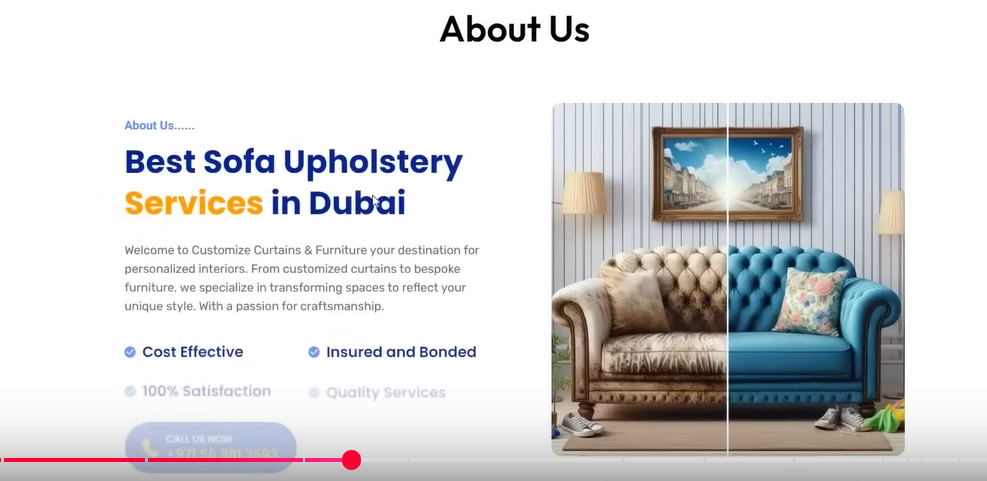 About Us
About Us......
Best Sofa Upholstery
Services in Dubai
Welcome to Customize Curtains & Furniture your destination for
personalized interiors. From customized curtains to bespoke
furniture, we specialize in transforming spaces to reflect your
unique style. With a passion for craftsmanship.
Cost Effective
Insured and Bonded
100% Satisfaction
Quality Services
CALL US NOW